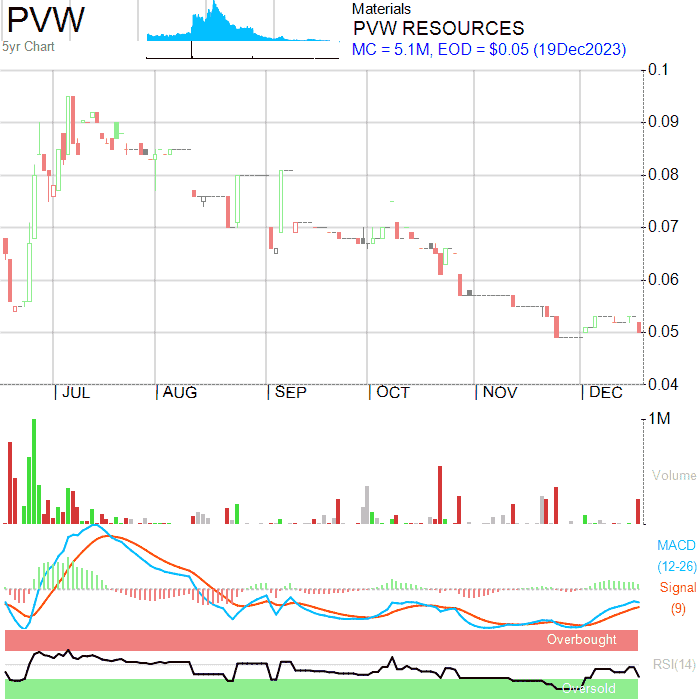 PVW
5yr Chart
Materials
PVW RESOURCES
MC = 5.1M, EOD = $0.05 (19Dec2023)
0.1
0.09
0.08
0.07
0.06
0.05
0.04
JUL AUG SEP OCT NOV DEC
1M
Volume
MACD
(12-26)
Signal
(9)
Overbought
RSI(14)
Oversold